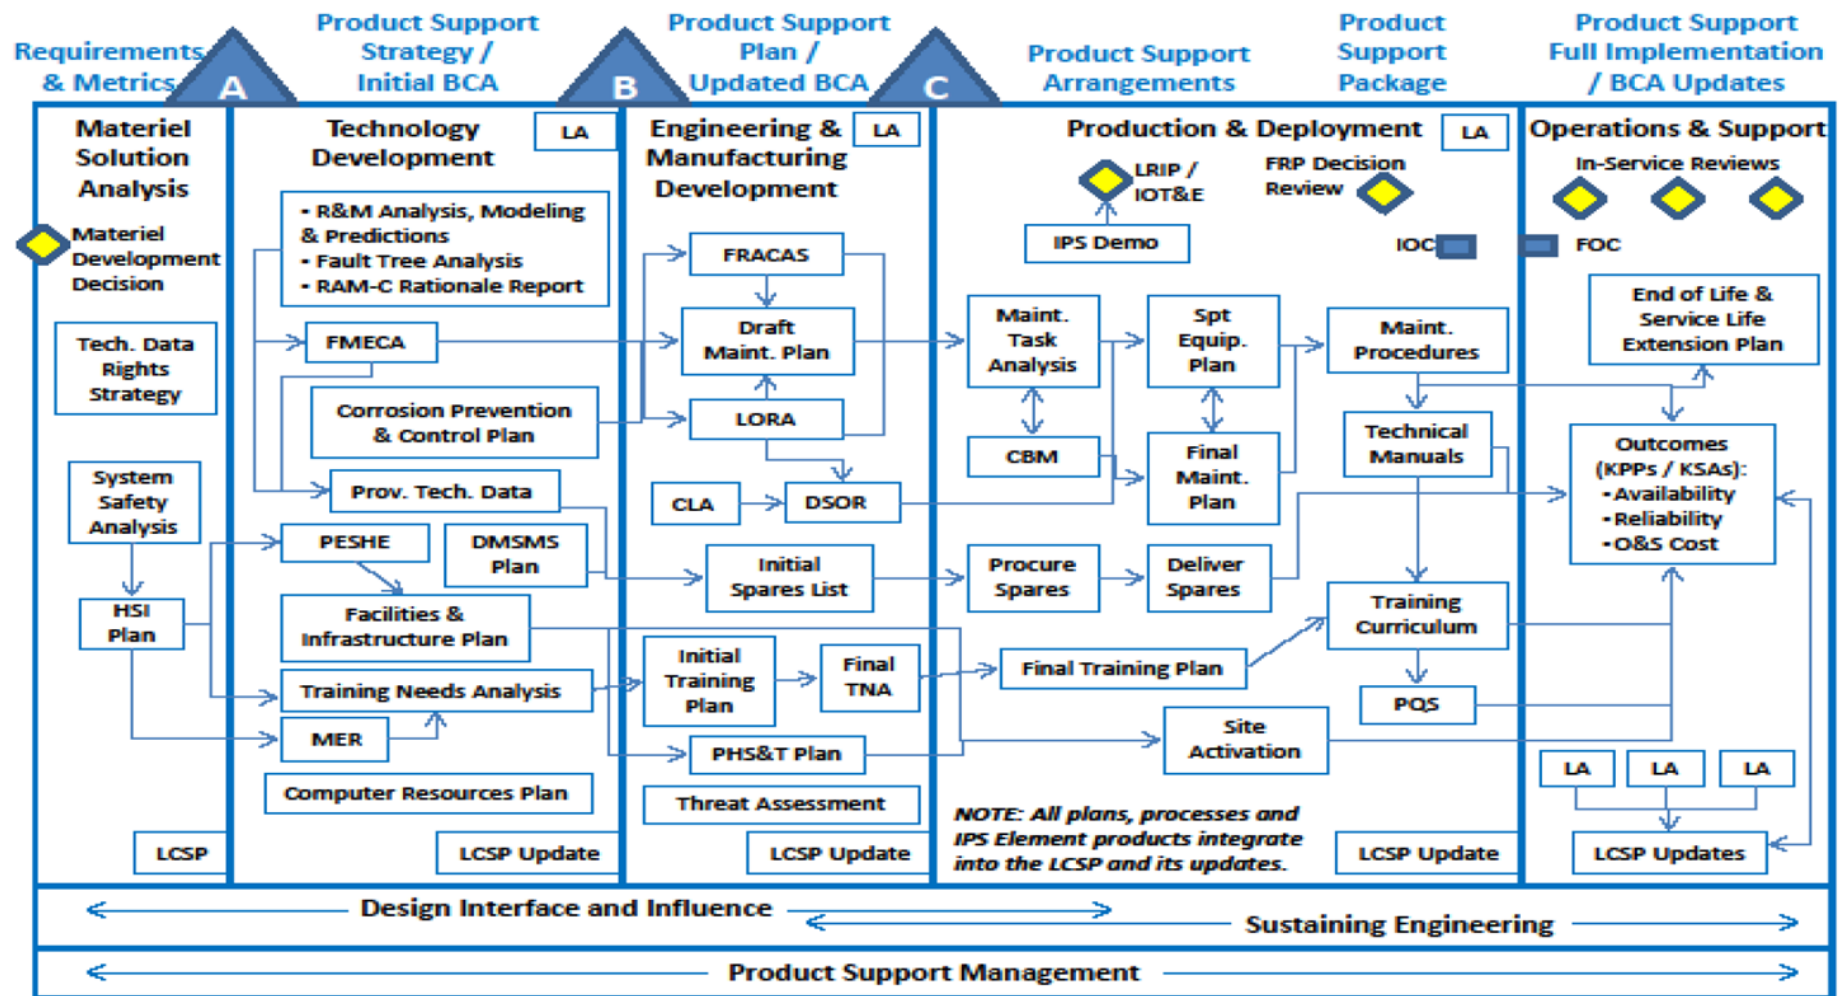 Requirements
& Metrics
Product Support
Strategy /
Initial BCA
Product Support
Plan /
Updated BCA
Product Support
Arrangements
Product
Support
Package
Product Support
Full Implementation
/ BCA Updates
A
B
C
Materiel
Solution
Analysis
Materiel
Development
Decision
Tech. Data
Rights
Strategy
System
Safety
Analysis
HSI
Plan
LCSP
Technology
Development
LA
• R&M Analysis, Modeling
& Predictions
• Fault Tree Analysis
• RAM-C Rationale Report
FMECA
Corrosion Prevention
& Control Plan
Prov. Tech. Data
PESHE
DMSMS
Plan
Facilities &
Infrastructure Plan
Training Needs Analysis
MER
Computer Resources Plan
LCSP Update
Engineering &
Manufacturing
Development
LA
FRACAS
Draft
Maint. Plan
LORA
CLA
DSOR
Initial
Spares List
Initial
Training
Plan
Final
TNA
PHS&T Plan
Threat Assessment
LCSP Update
Production & Deployment
LA
LRIP /
IOT&E
FRP Decision
Review
IPS Demo
IOC
Maint.
Task
Analysis
Spt
Equip.
Plan
Maint.
Procedures
CBM
Final
Maint.
Plan
Technical
Manuals
Procure
Spares
Deliver
Spares
Training
Curriculum
Final Training Plan
PQS
Site
Activation
NOTE: All plans, processes and
IPS Element products integrate
into the LCSP and its updates.
LCSP Update
Operations & Support
In-Service Reviews
FOC
End of Life &
Service Life
Extension Plan
Outcomes
(KPPs / KSAs):
• Availability
• Reliability
• O&S Cost
LA
LA
LA
LCSP Updates
Design Interface and Influence
Sustaining Engineering
Product Support Management